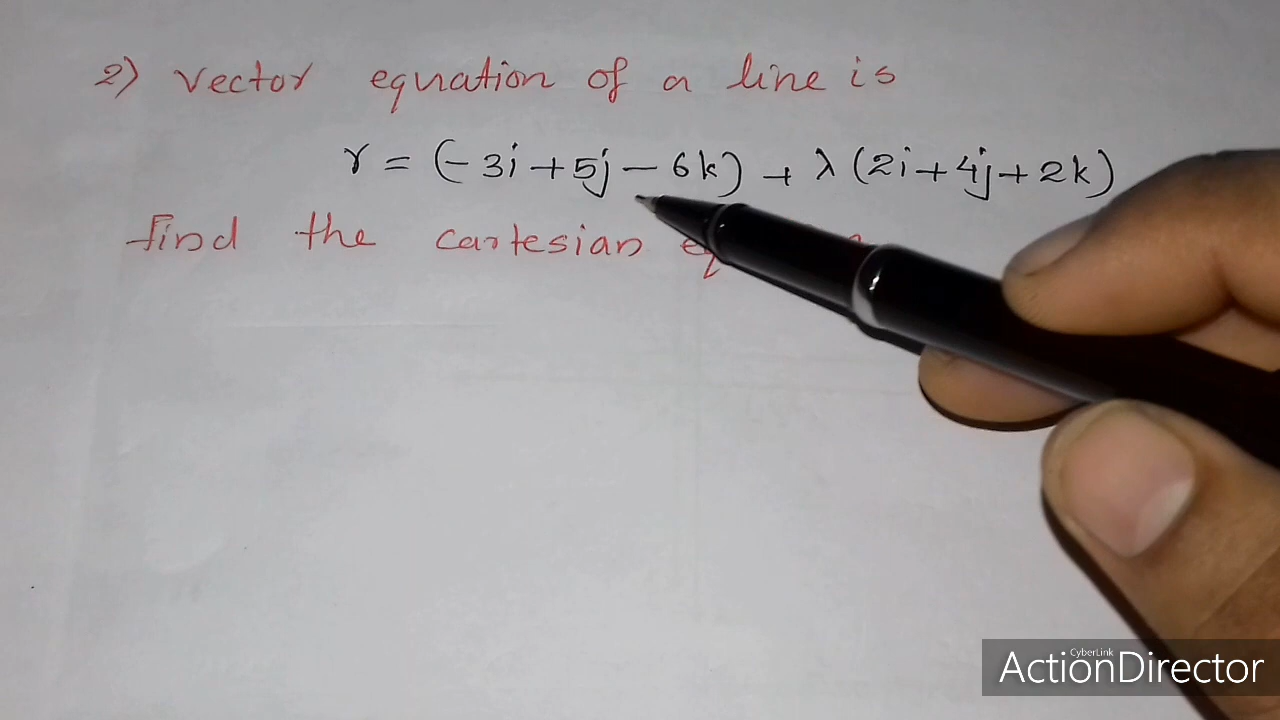 2) vector equation of a line is
r = (-3i+5j-6k) + λ(2i+4j+2k)
find the cartesian
CyberLink
ActionDirector